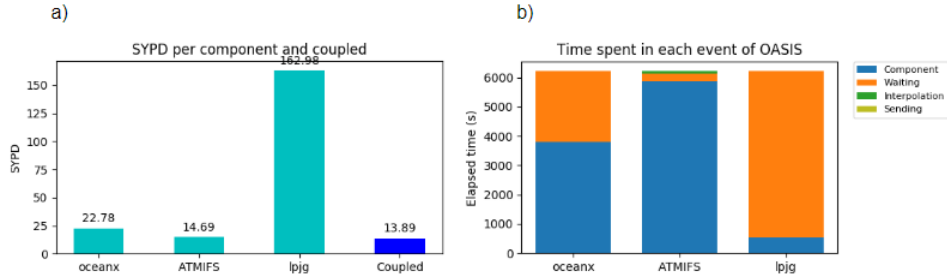 a)
b)
SYPD per component and coupled
162.98
150
125
100
75
50
25
0
SYPD
22.78
14.69
13.89
oceanx
ATMIFS
lpjg
Coupled
Time spent in each event of OASIS
6000
5000
4000
3000
2000
1000
0
Elapsed time (s)
oceanx
ATMIFS
lpjg
Component
Waiting
Interpolation
Sending